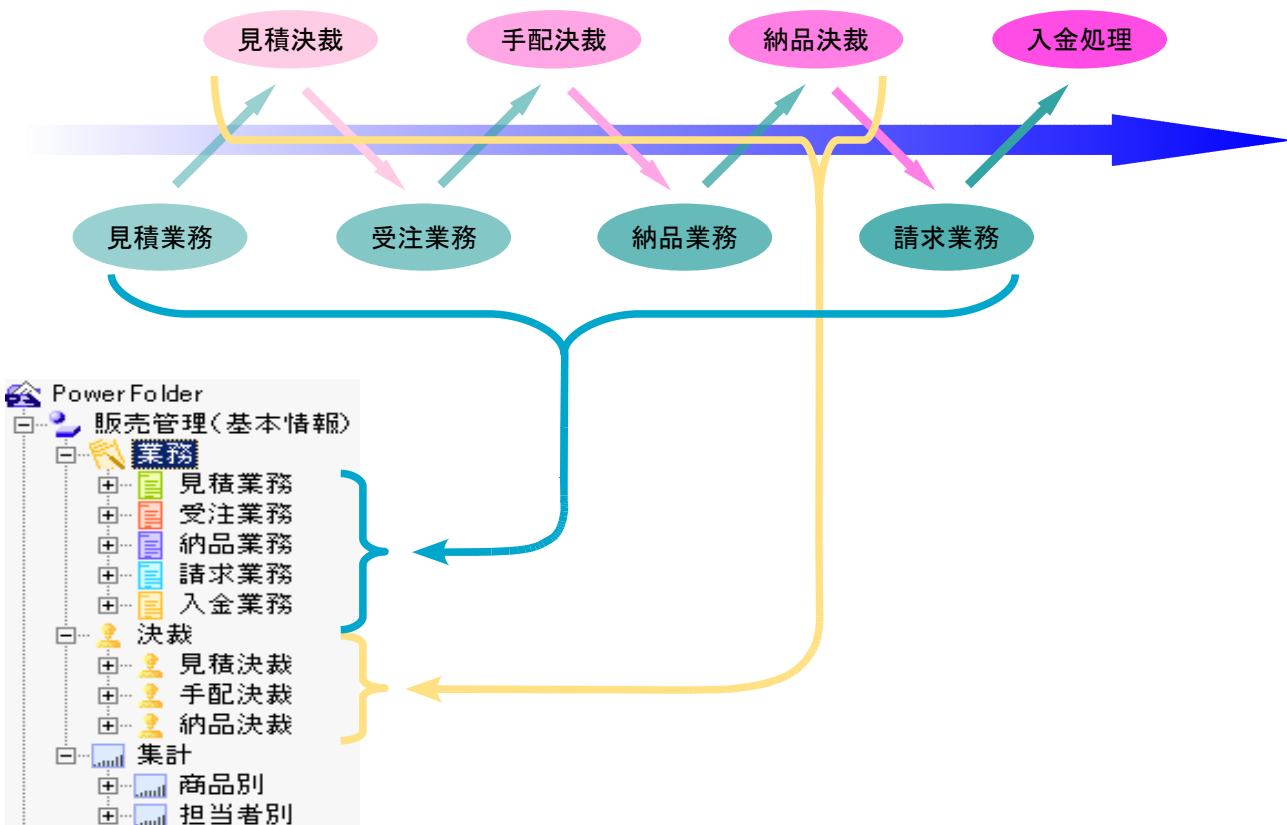 見積決裁 手配決裁 納品決裁 入金処理
見積業務 受注業務 納品業務 請求業務
PowerFolder
販売管理(基本情報)
業務
見積業務
受注業務
納品業務
請求業務
入金業務
決裁
見積決裁
手配決裁
納品決裁
集計
商品別
担当者別